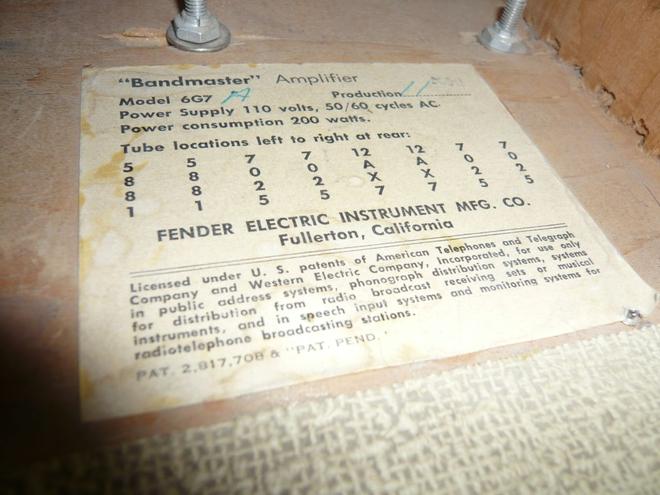 "Bandmaster" Amplifier
Model 6G7 A Production 11
Power Supply 110 volts, 50/60 cycles AC
Power consumption 200 watts.
Tube locations left to right at rear:
5 5 7 7 12 12 7 7
8 8 0 0 A A 0 0
8 8 2 2 X X 2 2
1 1 5 5 7 7 5 5
FENDER ELECTRIC INSTRUMENT MFG. CO.
Fullerton, California
Licensed under U. S. patents of American Telephones and Telegraph
Company and Western Electric Company, Incorporated, for use only
in public address systems, phonograph distribution systems, systems
for distribution from radio broadcast receiving sets or musical
instruments, and in speech input systems and monitoring systems for
radiotelephone broadcasting stations.
PAT. 2,817,708 & "PAT. PEND."